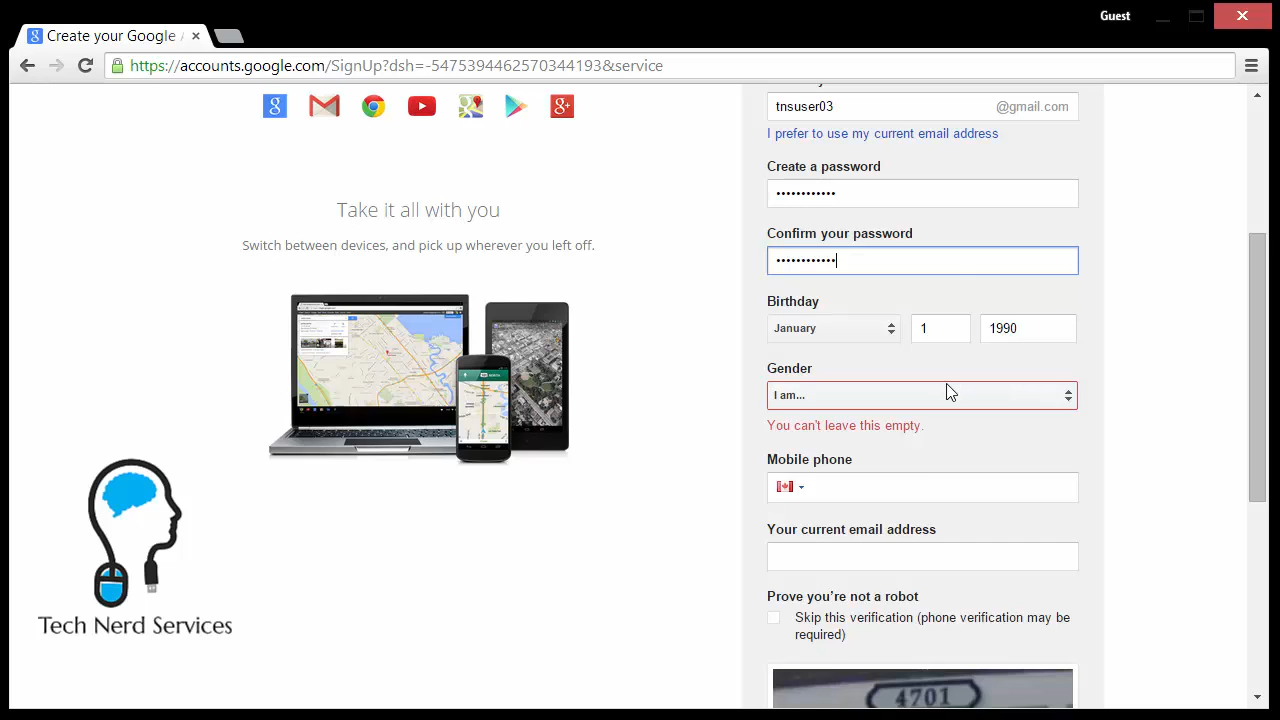 Guest
Create your Google A
https://accounts.google.com/SignUp?dsh=-5475394462570344193&service
tnsuser03 @gmail.com
I prefer to use my current email address
Create a password
••••••••••••
Confirm your password
••••••••••••
Birthday
January 1 1990
Gender
I am...
You can't leave this empty.
Mobile phone
Your current email address
Prove you're not a robot
Skip this verification (phone verification may be
required)
4701
Take it all with you
Switch between devices, and pick up wherever you left off.
Tech Nerd Services